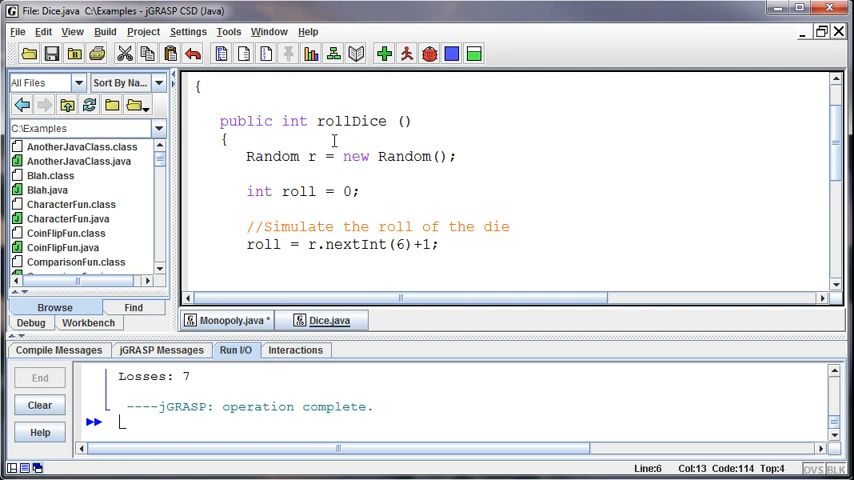 File: Dice.java - jGRASP CSD (Java)
File Edit View Build Project Settings Tools Window Help
All Files Sort By Na...
C:\Examples
AnotherJavaClass.class
AnotherJavaClass.java
Blah.class
Blah.java
CharacterFun.class
CharacterFun.java
CoinFlipFun.class
CoinFlipFun.java
ComparisonFun.class
Browse Find
Debug Workbench
{
public int rollDice ()
{
Random r = new Random();
int roll = 0;
//Simulate the roll of the die
roll = r.nextInt(6)+1;
Monopoly.java * Dice.java
Compile Messages jGRASP Messages Run I/O Interactions
End
Clear
Help
Losses: 7
----jGRASP: operation complete.
Line:6 Col:13 Code:114 Top:4 OVS BLK